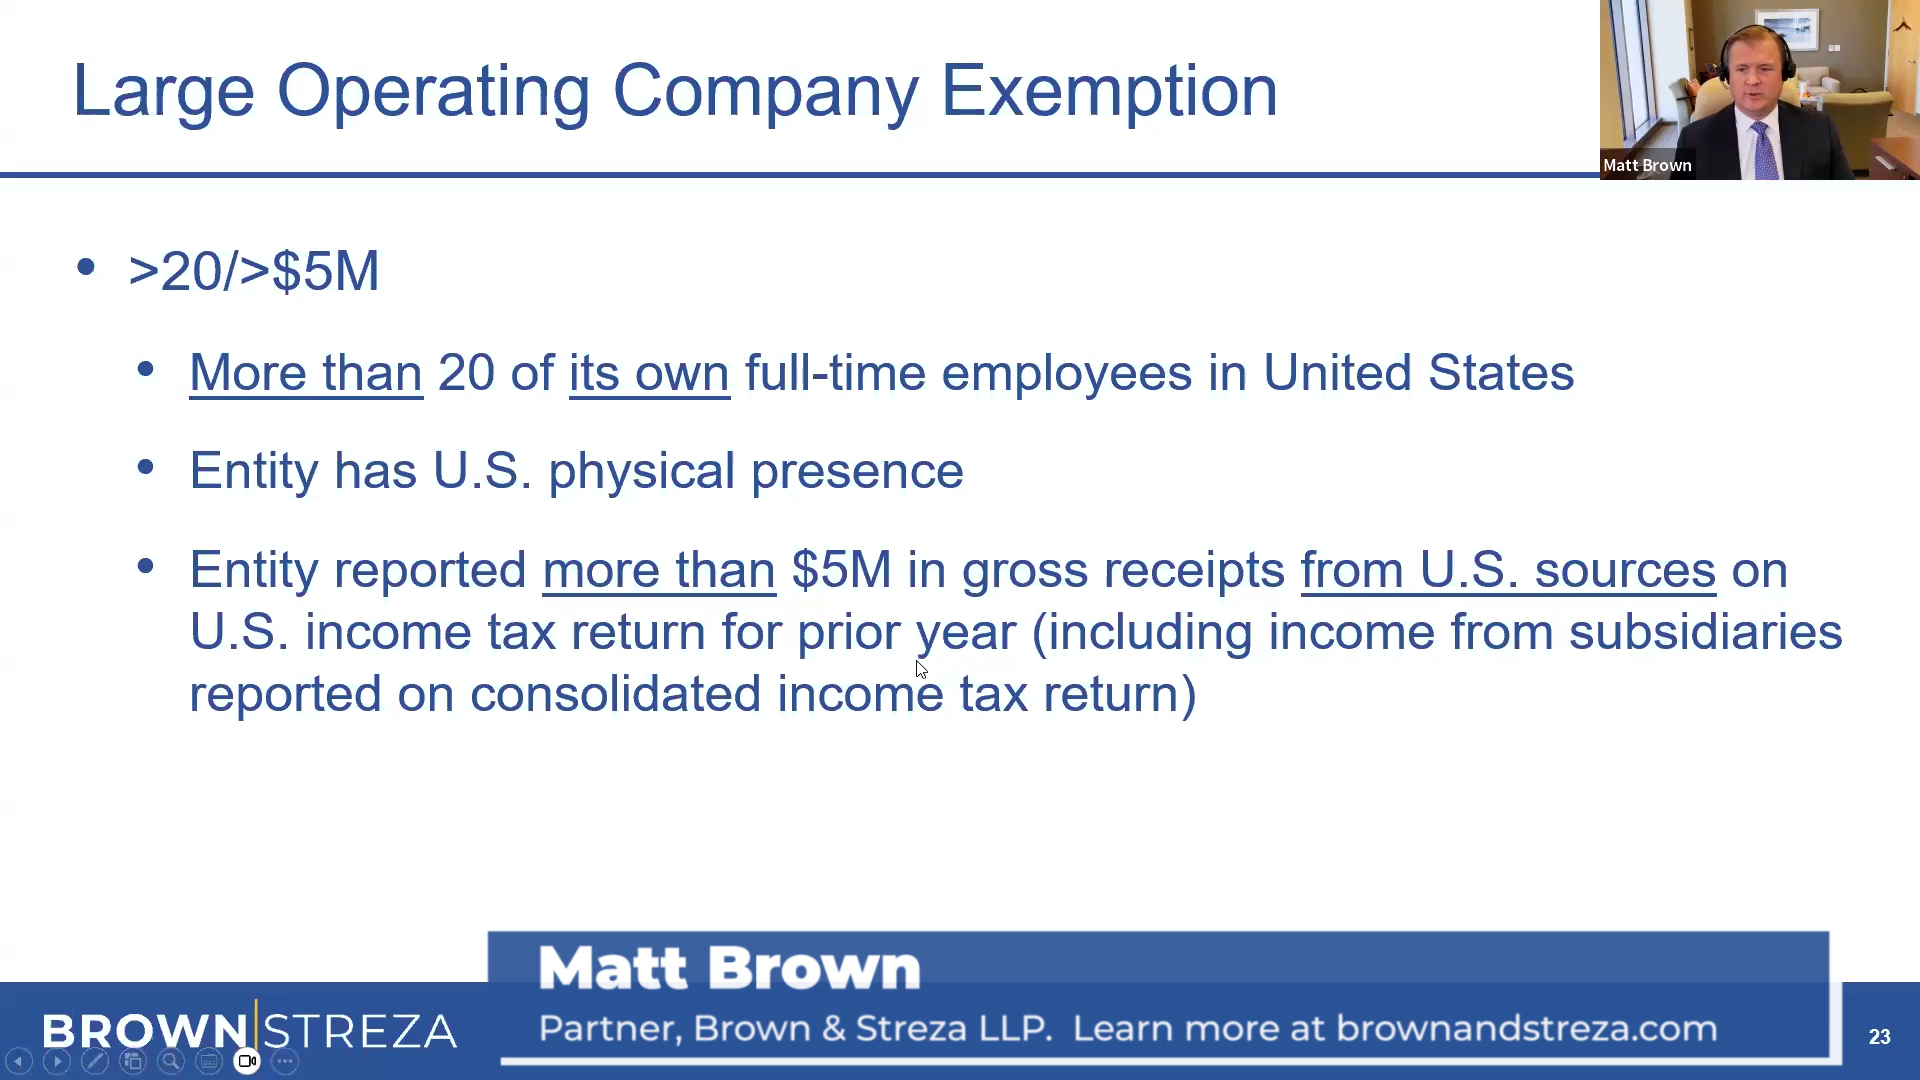 Large Operating Company Exemption
Matt Brown
• >20/>$5M
• More than 20 of its own full-time employees in United States
• Entity has U.S. physical presence
• Entity reported more than $5M in gross receipts from U.S. sources on
U.S. income tax return for prior year (including income from subsidiaries
reported on consolidated income tax return)
Matt Brown
Partner, Brown & Streza LLP. Learn more at brownandstreza.com
BROWN|STREZA
23